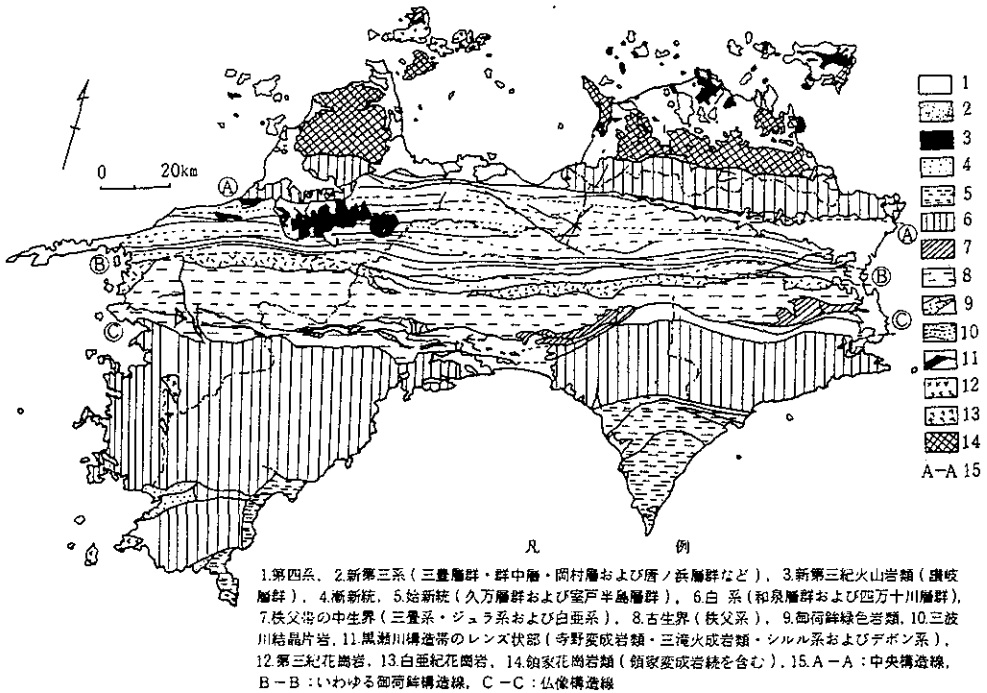 0 20km
Ⓐ
Ⓑ
Ⓒ
Ⓐ
Ⓑ
Ⓒ
1
2
3
4
5
6
7
8
9
10
11
12
13
14
A−A 15
凡 例
1.第四系, 2.新第三系(三豊層群・群中層・岡村層および唐ノ浜層群など), 3.新第三紀火山岩類(讃岐
層群), 4.漸新統, 5.始新統(久万層群および室戸半島層群), 6.白 系(和泉層群および四万十川層群),
7.秩父帯の中生界(三畳系・ジュラ系および白亜系), 8.古生界(秩父系), 9.御荷鉾緑色岩類, 10.三波
川結晶片岩, 11.黒瀬川構造帯のレンズ状部(寺野変成岩類・三滝火成岩類・シルル系およびデボン系),
12.第三紀花崗岩, 13.白亜紀花崗岩, 14.領家花崗岩類(領家変成岩類を含む), 15.A−A:中央構造線,
B−B:いわゆる御荷鉾構造線, C−C:仏像構造線